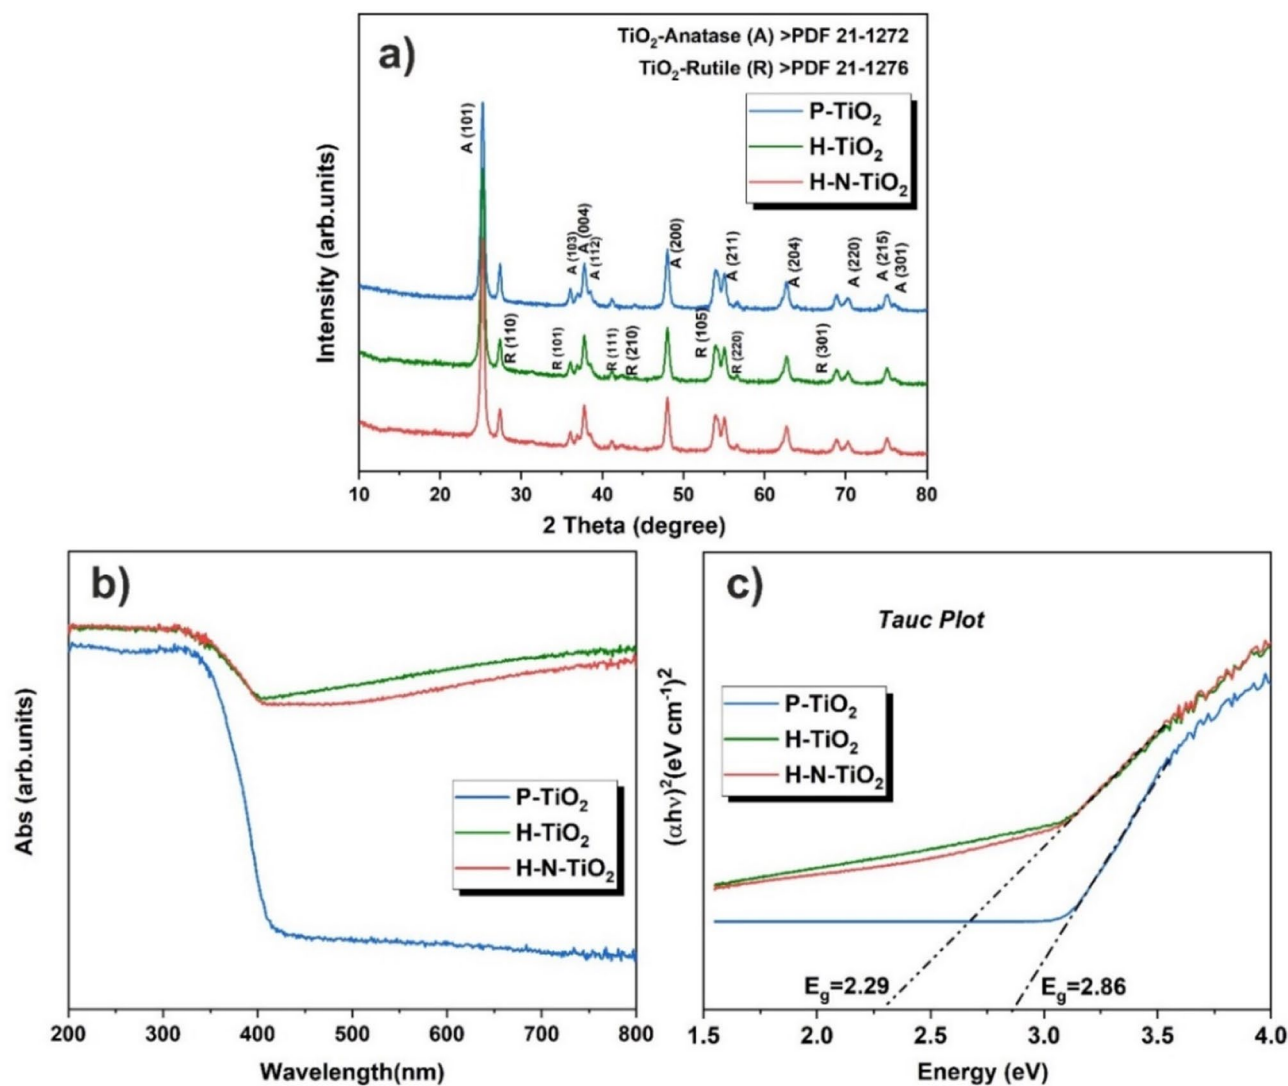 a)
TiO₂-Anatase (A) >PDF 21-1272
TiO₂-Rutile (R) >PDF 21-1276
P-TiO₂
H-TiO₂
H-N-TiO₂
A (101)
A (103)
A (004)
A (112)
A (200)
A (211)
A (204)
A (220)
A (215)
A (301)
R (110)
R (101)
R (111)
R (210)
R (105)
R (220)
R (301)
Intensity (arb.units)
10 20 30 40 50 60 70 80
2 Theta (degree)
b)
P-TiO₂
H-TiO₂
H-N-TiO₂
Abs (arb.units)
200 300 400 500 600 700 800
Wavelength(nm)
c)
Tauc Plot
P-TiO₂
H-TiO₂
H-N-TiO₂
(αhν)²(eV cm⁻¹)²
E_g=2.29
E_g=2.86
1.5 2.0 2.5 3.0 3.5 4.0
Energy (eV)